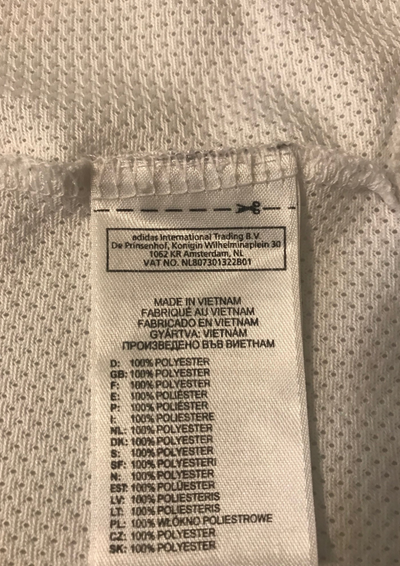 adidas International Trading B.V.
De Prinsenhof, Konigin Wilhelminaplein 30
1062 KR Amsterdam, NL
VAT NO. NL807301322B01
MADE IN VIETNAM
FABRIQUÉ AU VIETNAM
FABRICADO EN VIETNAM
GYÁRTVA: VIETNÁM
ПРОИЗВЕДЕНО ВЪВ ВИЕТНАМ
D: 100% POLYESTER
GB: 100% POLYESTER
F: 100% POLYESTER
E: 100% POLIÉSTER
P: 100% POLIÉSTER
I: 100% POLIESTERE
NL: 100% POLYESTER
DK: 100% POLYESTER
S: 100% POLYESTER
SF: 100% POLYESTERI
N: 100% POLYESTER
EST: 100% POLÜESTER
LV: 100% POLIESTERIS
LT: 100% POLIESTERIS
PL: 100% WŁÓKNO POLIESTROWE
CZ: 100% POLYESTER
SK: 100% POLYESTER